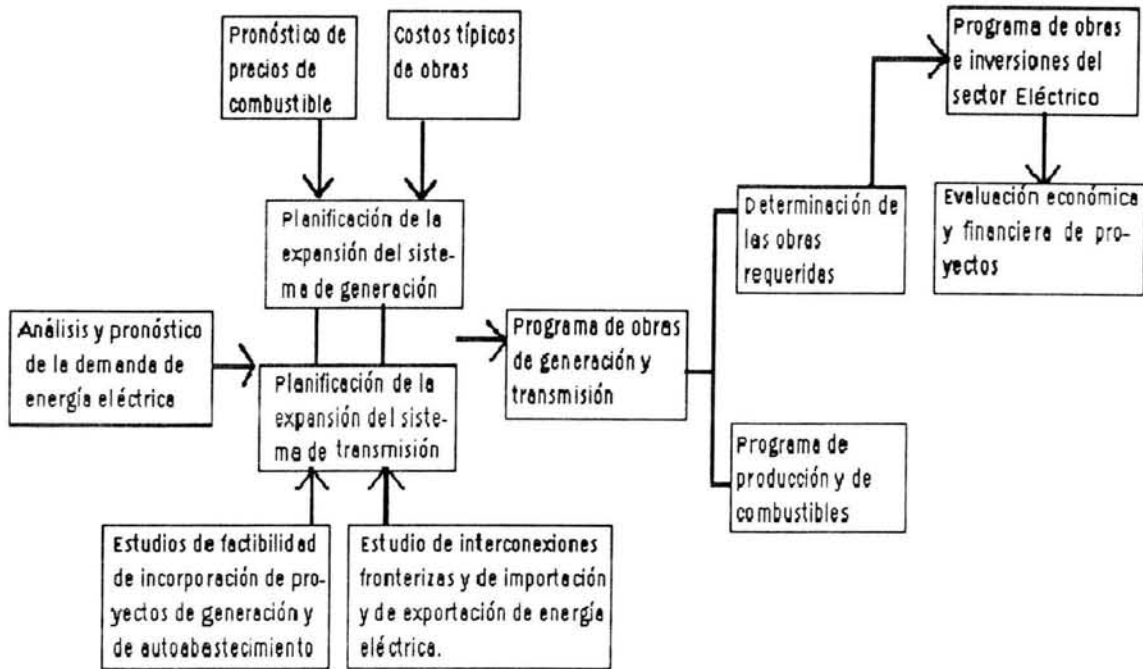 Pronóstico de
precios de
combustible
Costos típicos
de obras
Programa de obras
e inversiones del
sector Eléctrico
Planificación de la
expansión del siste-
ma de generación
Determinación de
las obras
requeridas
Evaluación económica
y financiera de pro-
yectos
Análisis y pronóstico
de la demanda de
energía eléctrica
Programa de obras
de generación y
transmisión
Planificación de la
expansión del siste-
ma de transmisión
Programa de
producción y de
combustibles
Estudios de factibilidad
de incorporación de pro-
yectos de generación y
de autoabastecimiento
Estudio de interconexiones
fronterizas y de importación
y de exportación de energía
eléctrica.